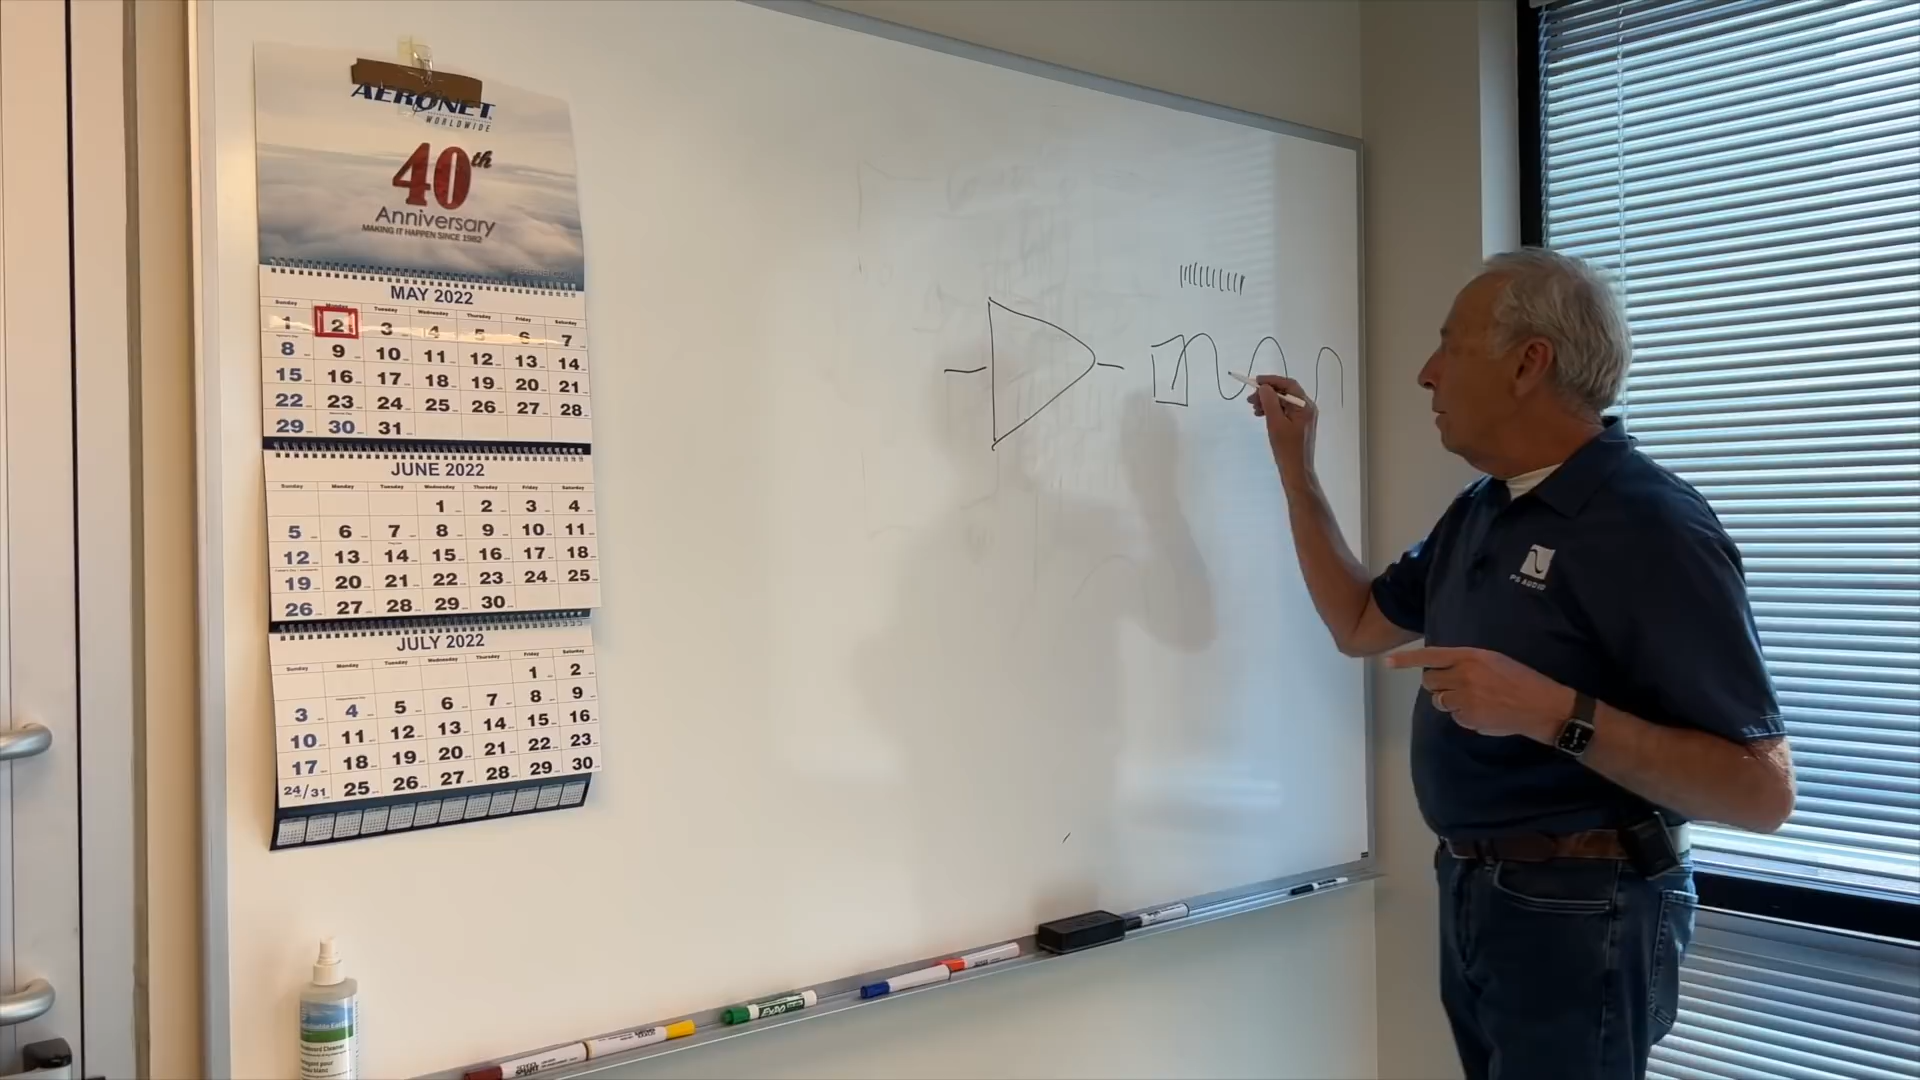 AERONET
WORLDWIDE
40th
Anniversary
MAKING IT HAPPEN SINCE 1982
MAY 2022
Sunday Monday Tuesday Wednesday Thursday Friday Saturday
1 2 3 4 5 6 7
8 9 10 11 12 13 14
15 16 17 18 19 20 21
22 23 24 25 26 27 28
29 30 31
JUNE 2022
Sunday Monday Tuesday Wednesday Thursday Friday Saturday
1 2 3 4
5 6 7 8 9 10 11
12 13 14 15 16 17 18
19 20 21 22 23 24 25
26 27 28 29 30
JULY 2022
Sunday Monday Tuesday Wednesday Thursday Friday Saturday
1 2
3 4 5 6 7 8 9
10 11 12 13 14 15 16
17 18 19 20 21 22 23
24/31 25 26 27 28 29 30
PS AUDIO
EXPO
Cleaner